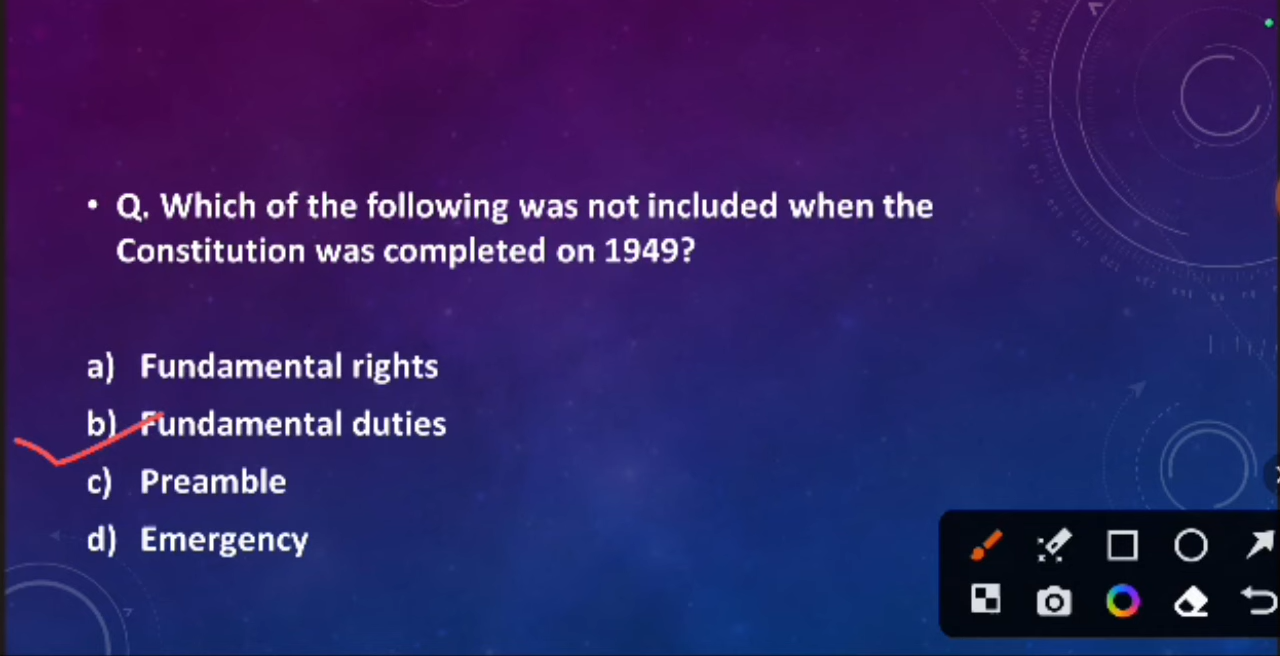 • Q. Which of the following was not included when the
Constitution was completed on 1949?
a) Fundamental rights
b) Fundamental duties
c) Preamble
d) Emergency